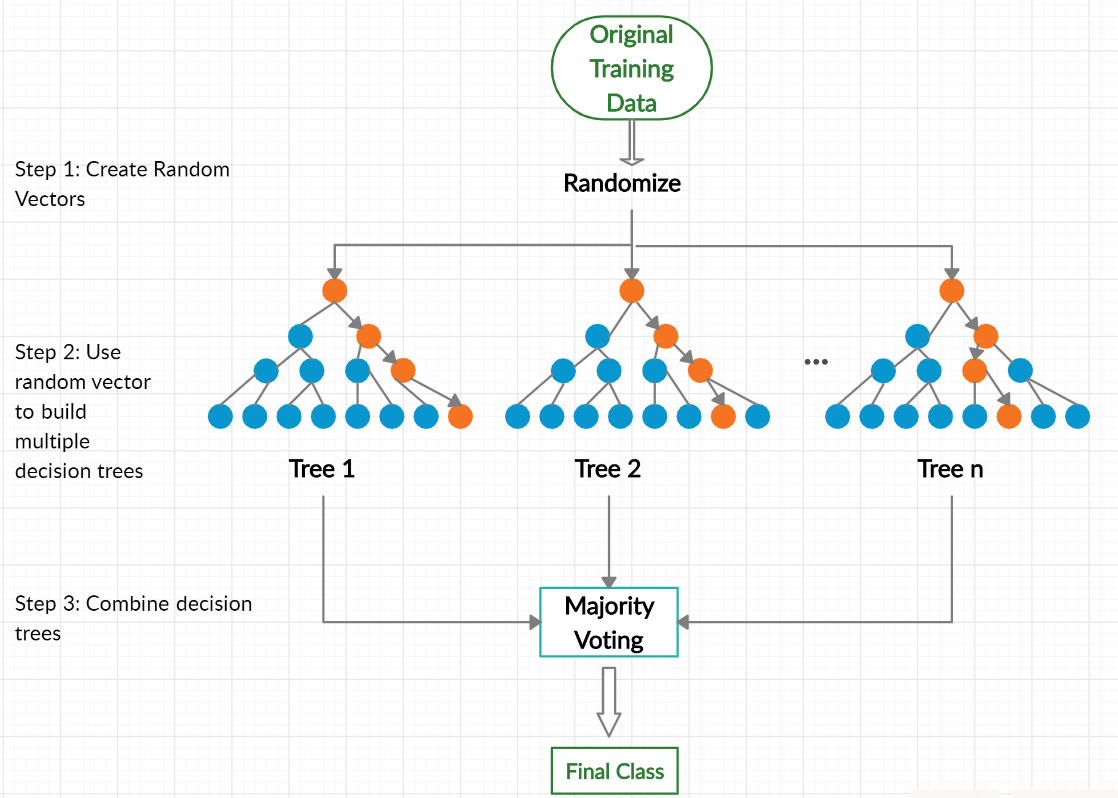 Original
Training
Data
Step 1: Create Random
Vectors
Randomize
Step 2: Use
random vector
to build
multiple
decision trees
...
Tree 1
Tree 2
Tree n
Step 3: Combine decision
trees
Majority
Voting
Final Class